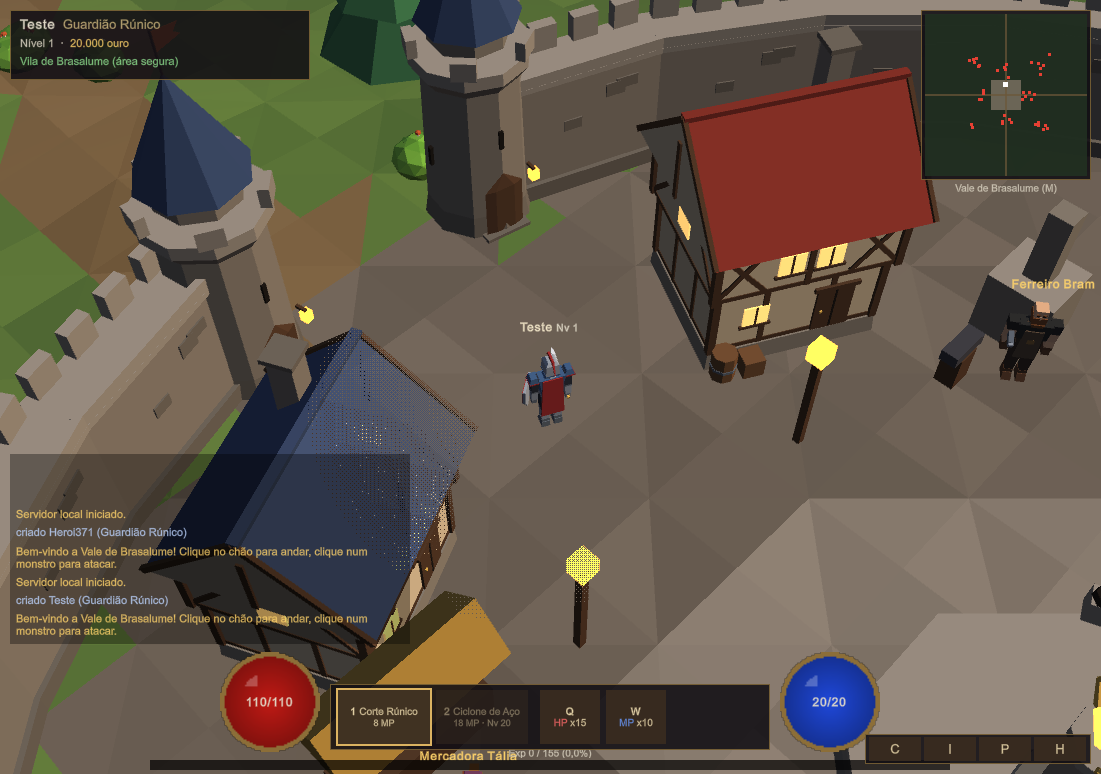 Teste Guardião Rúnico
Nível 1 · 20.000 ouro
Vila de Brasalume (área segura)
Vale de Brasalume (M)
Ferreiro Bram
Teste Nv 1
Servidor local iniciado.
criado Heroi371 (Guardião Rúnico)
Bem-vindo a Vale de Brasalume! Clique no chão para andar, clique num
monstro para atacar.
Servidor local iniciado.
criado Teste (Guardião Rúnico)
Bem-vindo a Vale de Brasalume! Clique no chão para andar, clique num
monstro para atacar.
110/110
1 Corte Rúnico
8 MP
2 Ciclone de Aço
18 MP · Nv 20
Q
HP x15
W
MP x10
20/20
C I P H
Mercadora Tália
Exp 0 / 155 (0,0%)